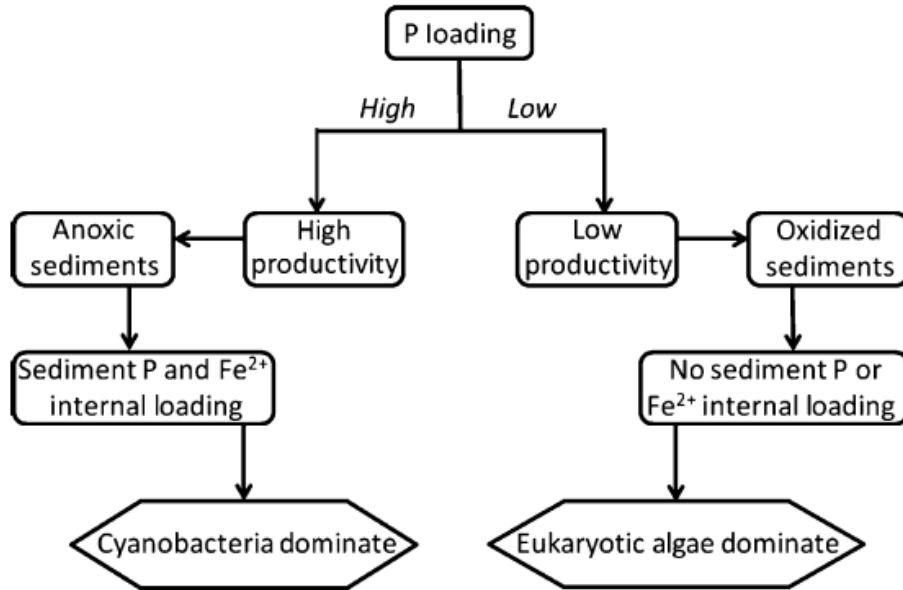 P loading
High
Low
Anoxic
sediments
High
productivity
Low
productivity
Oxidized
sediments
Sediment P and Fe²⁺
internal loading
No sediment P or
Fe²⁺ internal loading
Cyanobacteria dominate
Eukaryotic algae dominate